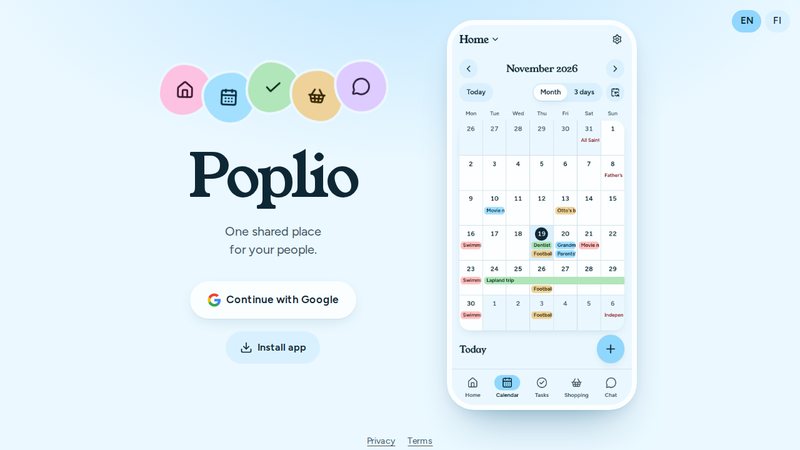 EN FI
Poplio
One shared place
for your people.
Continue with Google
Install app
Privacy Terms
Home
November 2026
Today Month 3 days
Mon Tue Wed Thu Fri Sat Sun
26 27 28 29 30 31 1
All Saint
2 3 4 5 6 7 8
Father's
9 10 11 12 13 14 15
Movie n Otto's b
16 17 18 19 20 21 22
Swimm Dentist Grandm Movie n
Football Parents'
23 24 25 26 27 28 29
Swimm Lapland trip
Football
30 1 2 3 4 5 6
Swimm Football Indepen
Today
Home Calendar Tasks Shopping Chat